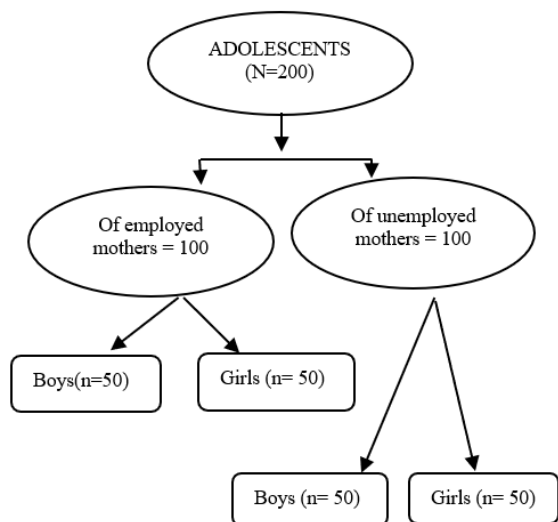 ADOLESCENTS
(N=200)
Of employed
mothers = 100
Of unemployed
mothers = 100
Boys(n=50)
Girls (n= 50)
Boys (n= 50)
Girls (n= 50)